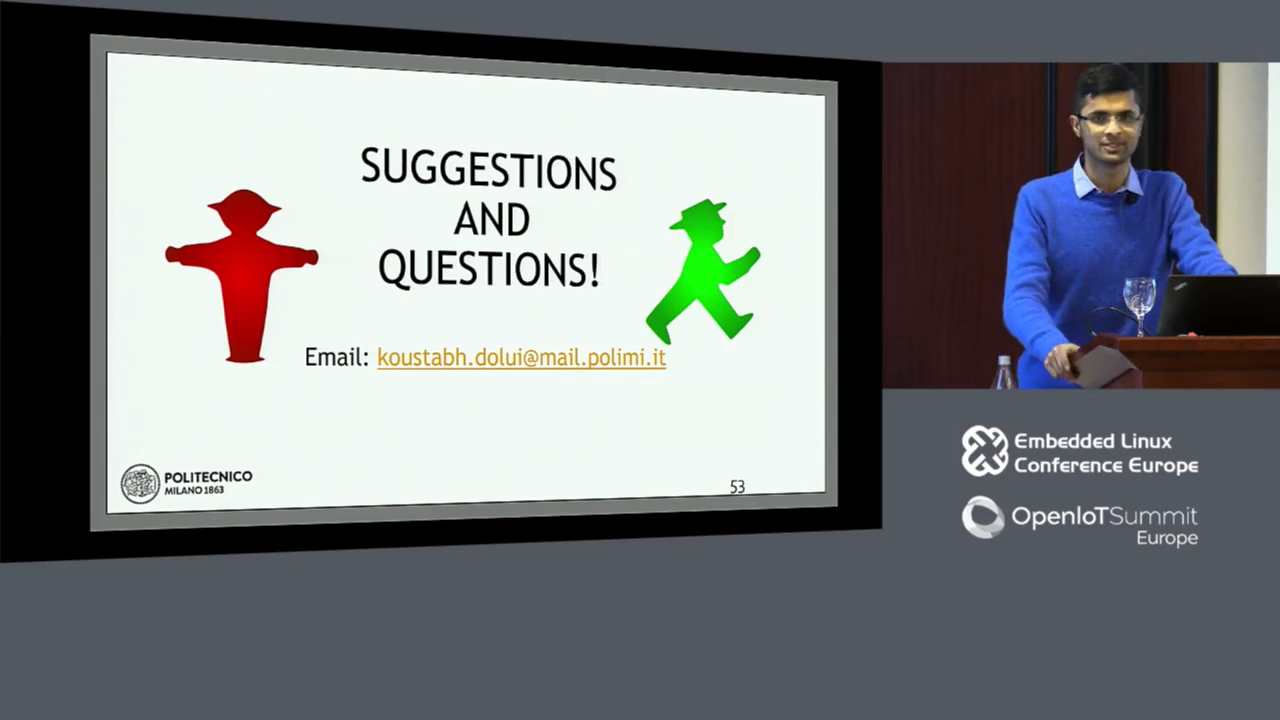 SUGGESTIONS
AND
QUESTIONS!
Email: koustabh.dolui@mail.polimi.it
POLITECNICO
MILANO 1863
53
Embedded Linux
Conference Europe
OpenIoTSummit
Europe